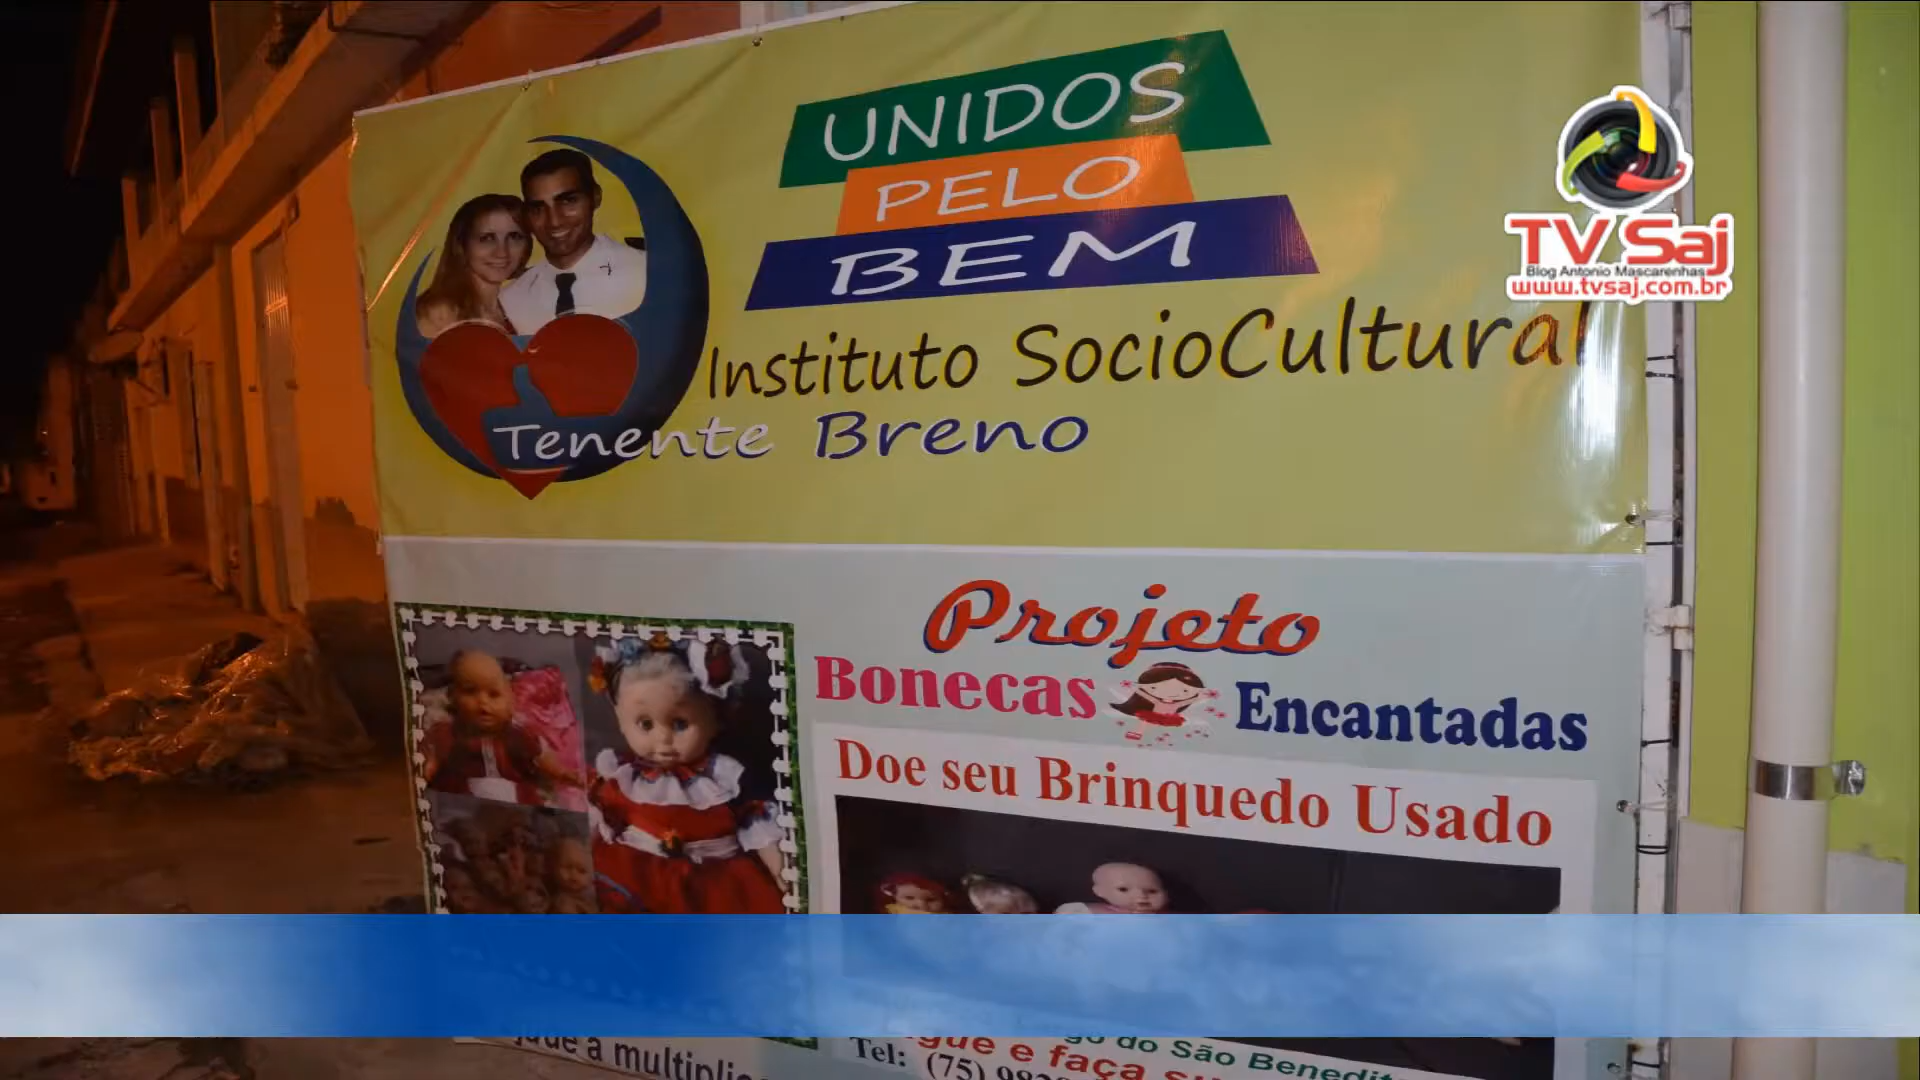 UNIDOS
PELO
BEM
Instituto SocioCultural
Tenente Breno
TV Saj
Blog Antonio Mascarenhas
www.tvsaj.com.br
Projeto
Bonecas Encantadas
Doe seu Brinquedo Usado
do São
e faça
Tel: (75)
a